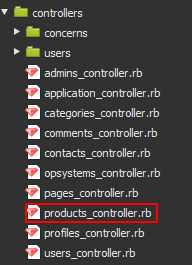 controllers
concerns
users
admins_controller.rb
application_controller.rb
categories_controller.rb
comments_controller.rb
contacts_controller.rb
opsystems_controller.rb
pages_controller.rb
products_controller.rb
profiles_controller.rb
users_controller.rb